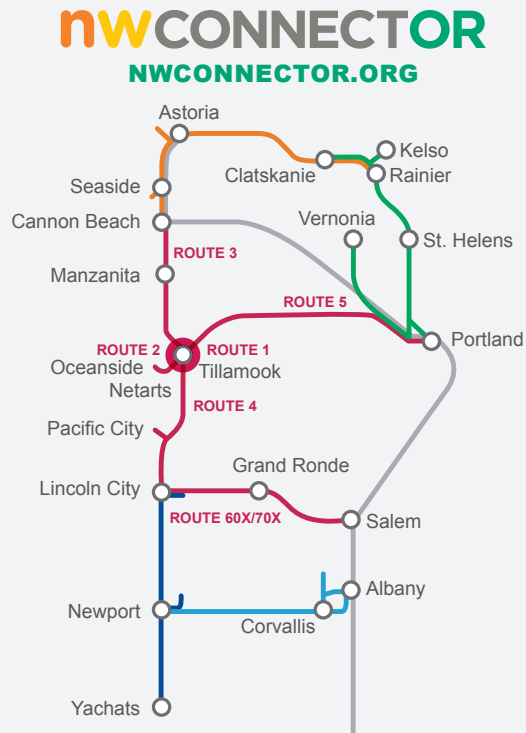 nwCONNECTOR
NWCONNECTOR.ORG
Astoria
Kelso
Clatskanie
Rainier
Seaside
Vernonia
Cannon Beach
St. Helens
ROUTE 3
Manzanita
ROUTE 5
Portland
ROUTE 2
ROUTE 1
Oceanside
Tillamook
Netarts
ROUTE 4
Pacific City
Grand Ronde
Lincoln City
ROUTE 60X/70X
Salem
Albany
Newport
Corvallis
Yachats